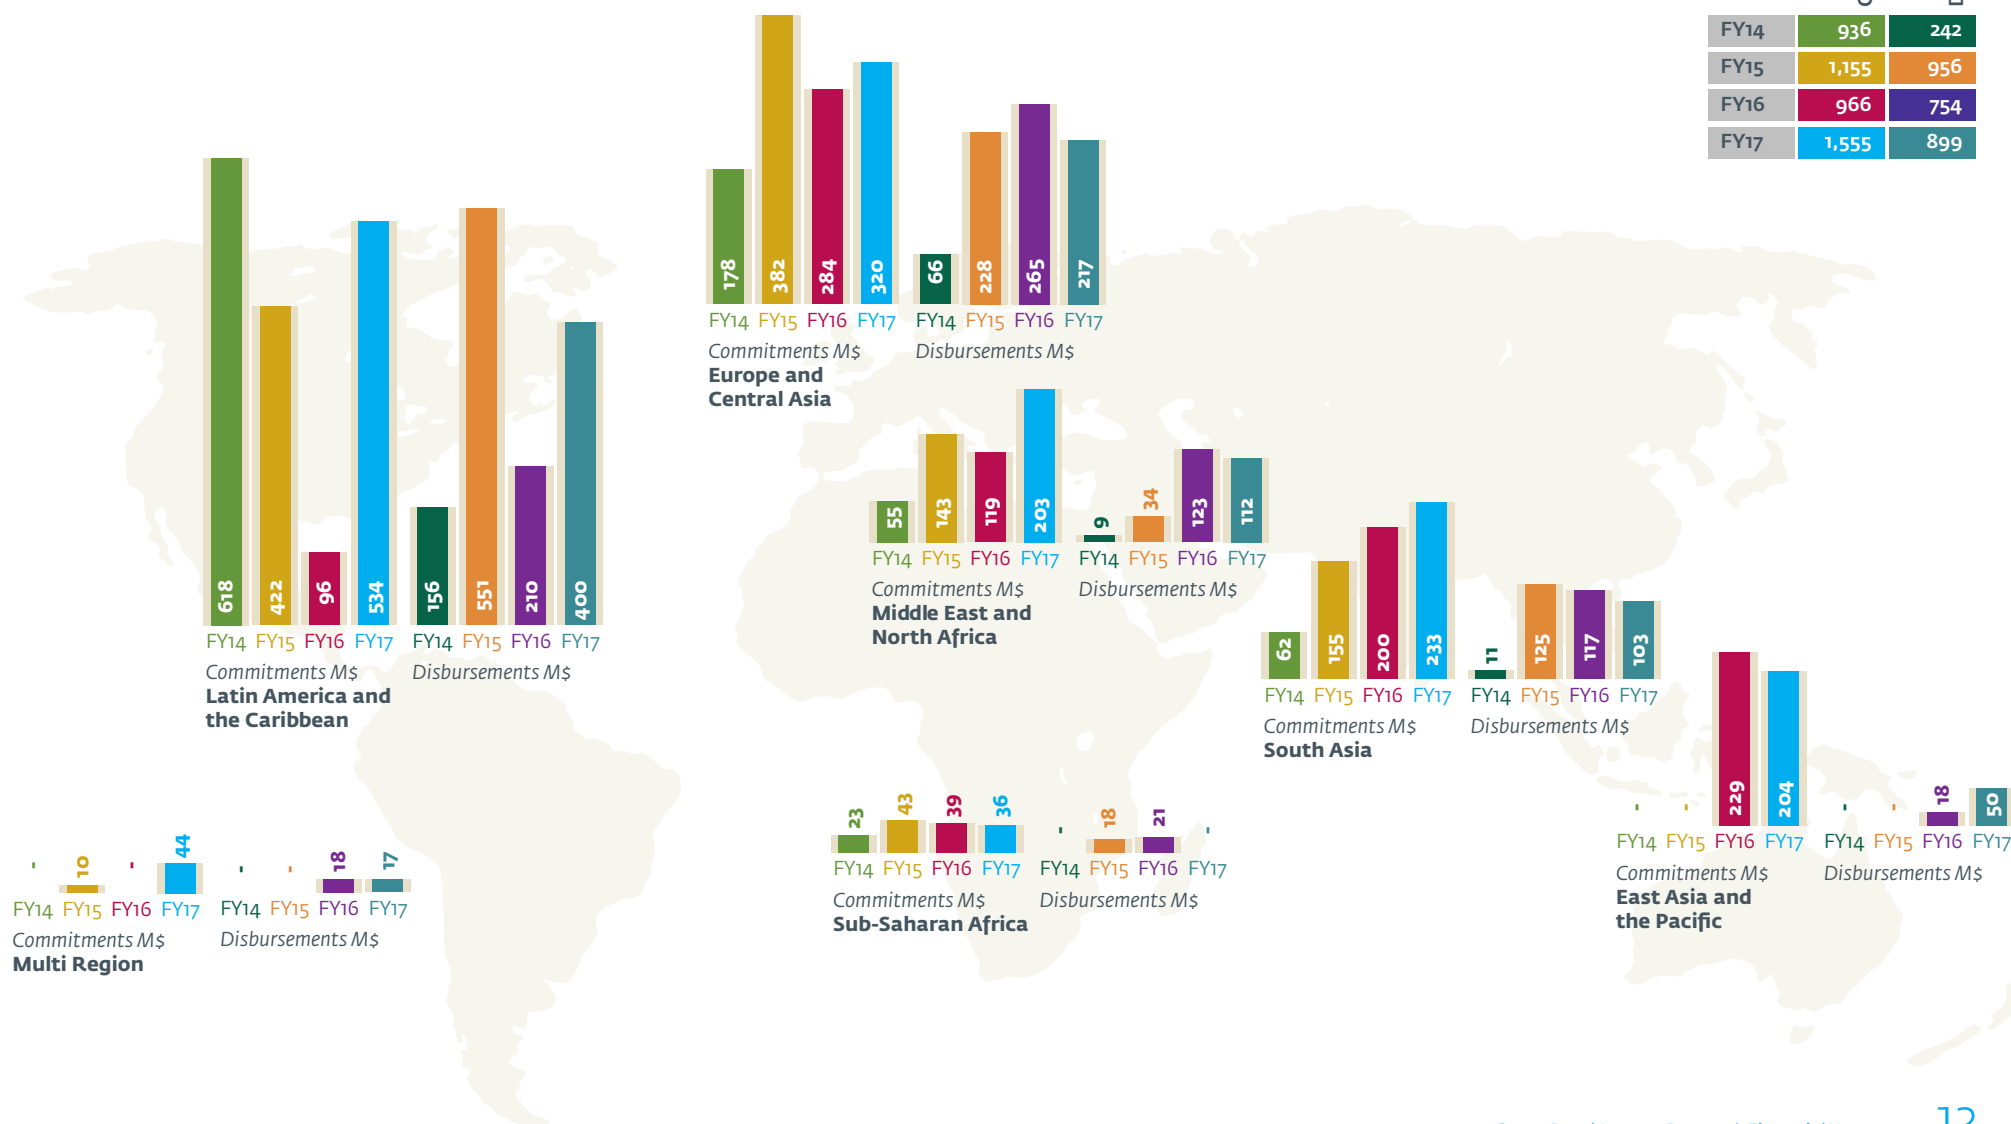 FY14 936 242
FY15 1,155 956
FY16 966 754
FY17 1,555 899
178 382 284 320 66 228 265 217
FY14 FY15 FY16 FY17 FY14 FY15 FY16 FY17
Commitments M$ Disbursements M$
Europe and
Central Asia
618 422 96 534 156 551 210 400
FY14 FY15 FY16 FY17 FY14 FY15 FY16 FY17
Commitments M$ Disbursements M$
Latin America and
the Caribbean
55 143 119 203 9 34 123 112
FY14 FY15 FY16 FY17 FY14 FY15 FY16 FY17
Commitments M$ Disbursements M$
Middle East and
North Africa
62 155 200 233 11 125 117 103
FY14 FY15 FY16 FY17 FY14 FY15 FY16 FY17
Commitments M$ Disbursements M$
South Asia
- - 229 204 - - 18 50
FY14 FY15 FY16 FY17 FY14 FY15 FY16 FY17
Commitments M$ Disbursements M$
East Asia and
the Pacific
23 43 39 36 - 18 21 -
FY14 FY15 FY16 FY17 FY14 FY15 FY16 FY17
Commitments M$ Disbursements M$
Sub-Saharan Africa
- 10 - 44 - - 18 17
FY14 FY15 FY16 FY17 FY14 FY15 FY16 FY17
Commitments M$ Disbursements M$
Multi Region